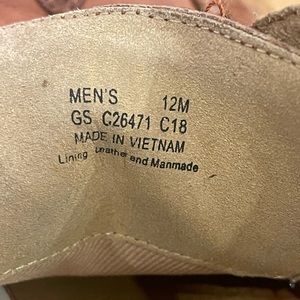 MEN'S 12M
GS C26471 C18
MADE IN VIETNAM
Lining Leather and Manmade